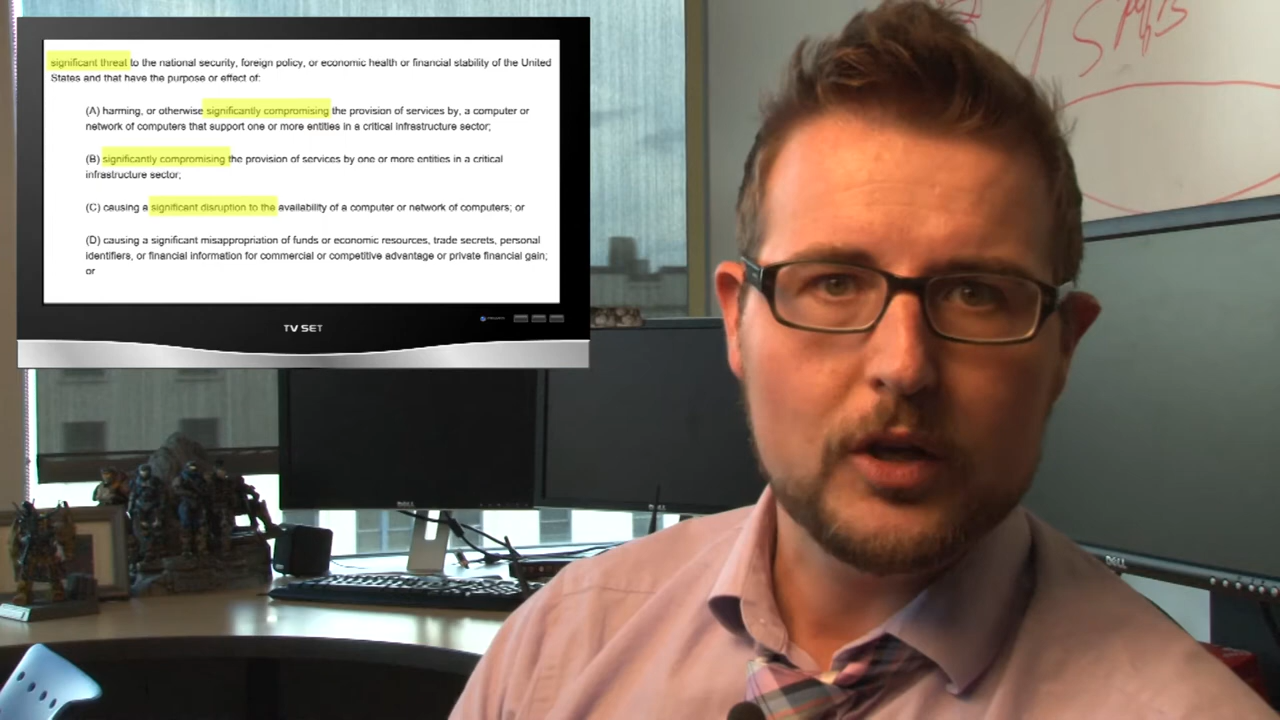 significant threat to the national security, foreign policy, or economic health or financial stability of the United
States and that have the purpose or effect of:
(A) harming, or otherwise significantly compromising the provision of services by, a computer or
network of computers that support one or more entities in a critical infrastructure sector;
(B) significantly compromising the provision of services by one or more entities in a critical
infrastructure sector;
(C) causing a significant disruption to the availability of a computer or network of computers; or
(D) causing a significant misappropriation of funds or economic resources, trade secrets, personal
identifiers, or financial information for commercial or competitive advantage or private financial gain;
or
TV SET
DELL
DELL